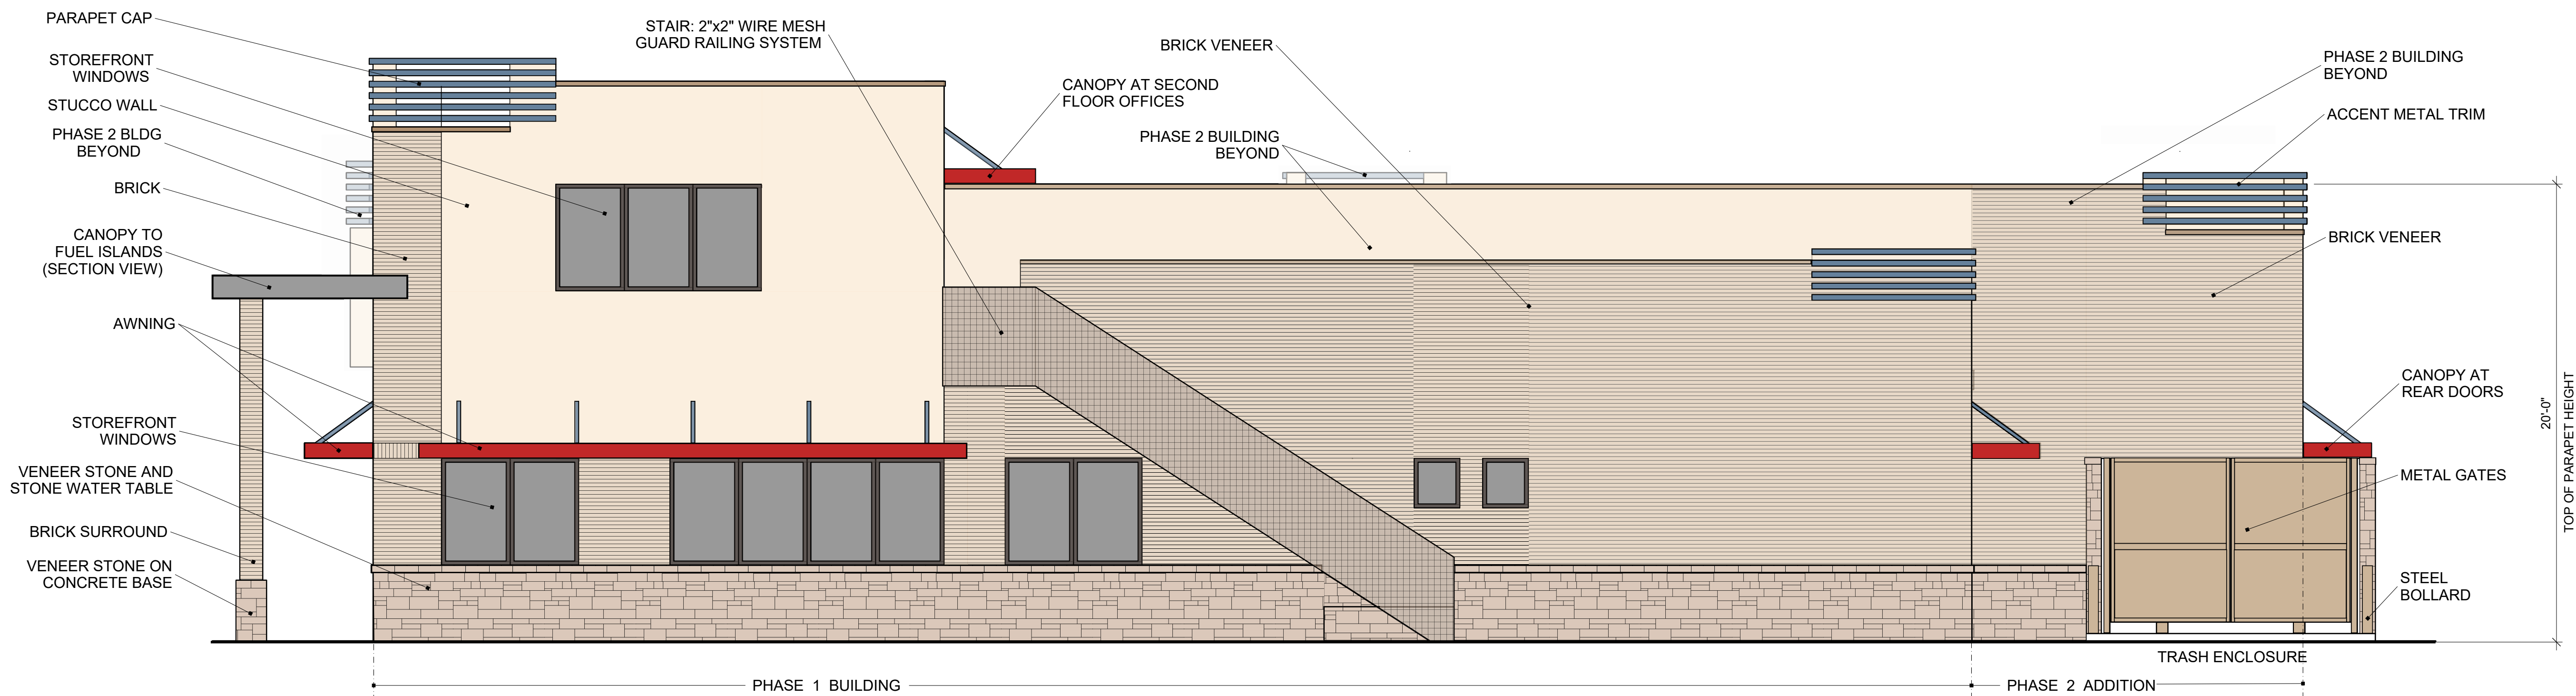 PARAPET CAP
STOREFRONT
WINDOWS
STUCCO WALL
PHASE 2 BLDG
BEYOND
BRICK
CANOPY TO
FUEL ISLANDS
(SECTION VIEW)
AWNING
STOREFRONT
WINDOWS
VENEER STONE AND
STONE WATER TABLE
BRICK SURROUND
VENEER STONE ON
CONCRETE BASE
STAIR: 2"x2" WIRE MESH
GUARD RAILING SYSTEM
CANOPY AT SECOND
FLOOR OFFICES
BRICK VENEER
PHASE 2 BUILDING
BEYOND
PHASE 2 BUILDING
BEYOND
ACCENT METAL TRIM
BRICK VENEER
CANOPY AT
REAR DOORS
METAL GATES
STEEL
BOLLARD
20'-0"
TOP OF PARAPET HEIGHT
TRASH ENCLOSURE
PHASE 1 BUILDING
PHASE 2 ADDITION